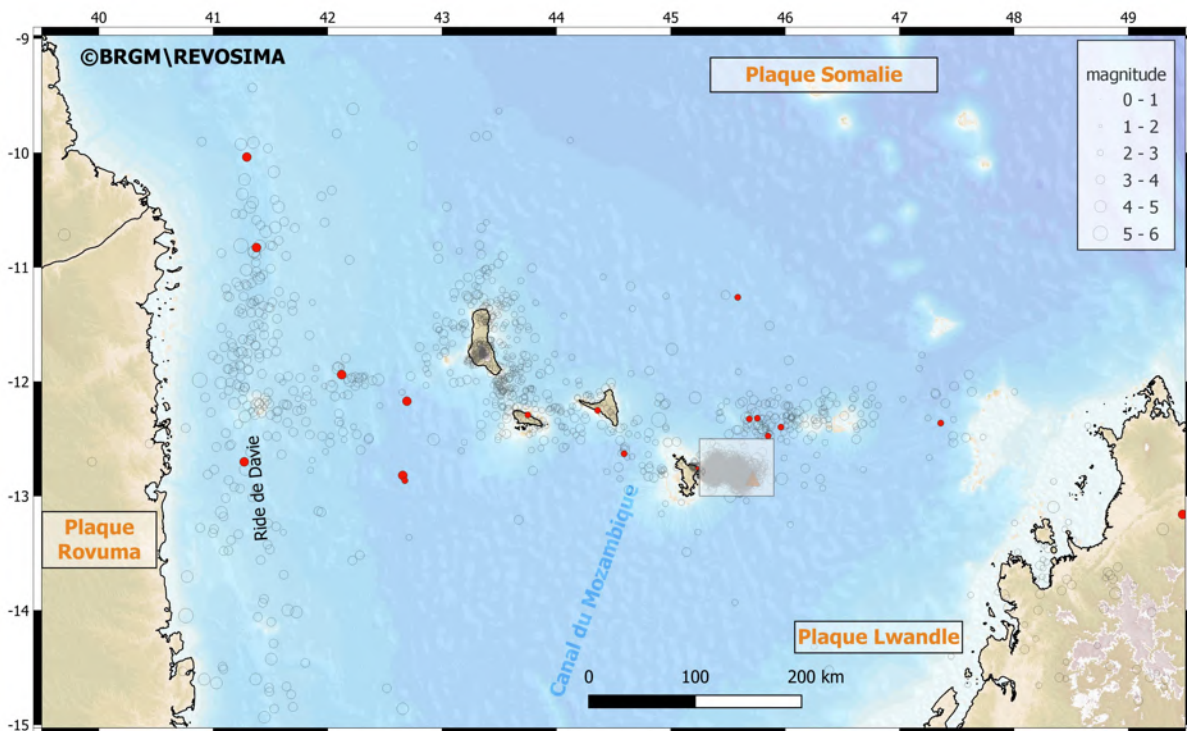 40 41 42 43 44 45 46 47 48 49
-9
-10
-11
-12
-13
-14
-15
©BRGM\REVOSIMA
Plaque Somalie
magnitude
0 - 1
1 - 2
2 - 3
3 - 4
4 - 5
5 - 6
Ride de Davie
Plaque
Rovuma
Canal du Mozambique
Plaque Lwandle
0 100 200 km